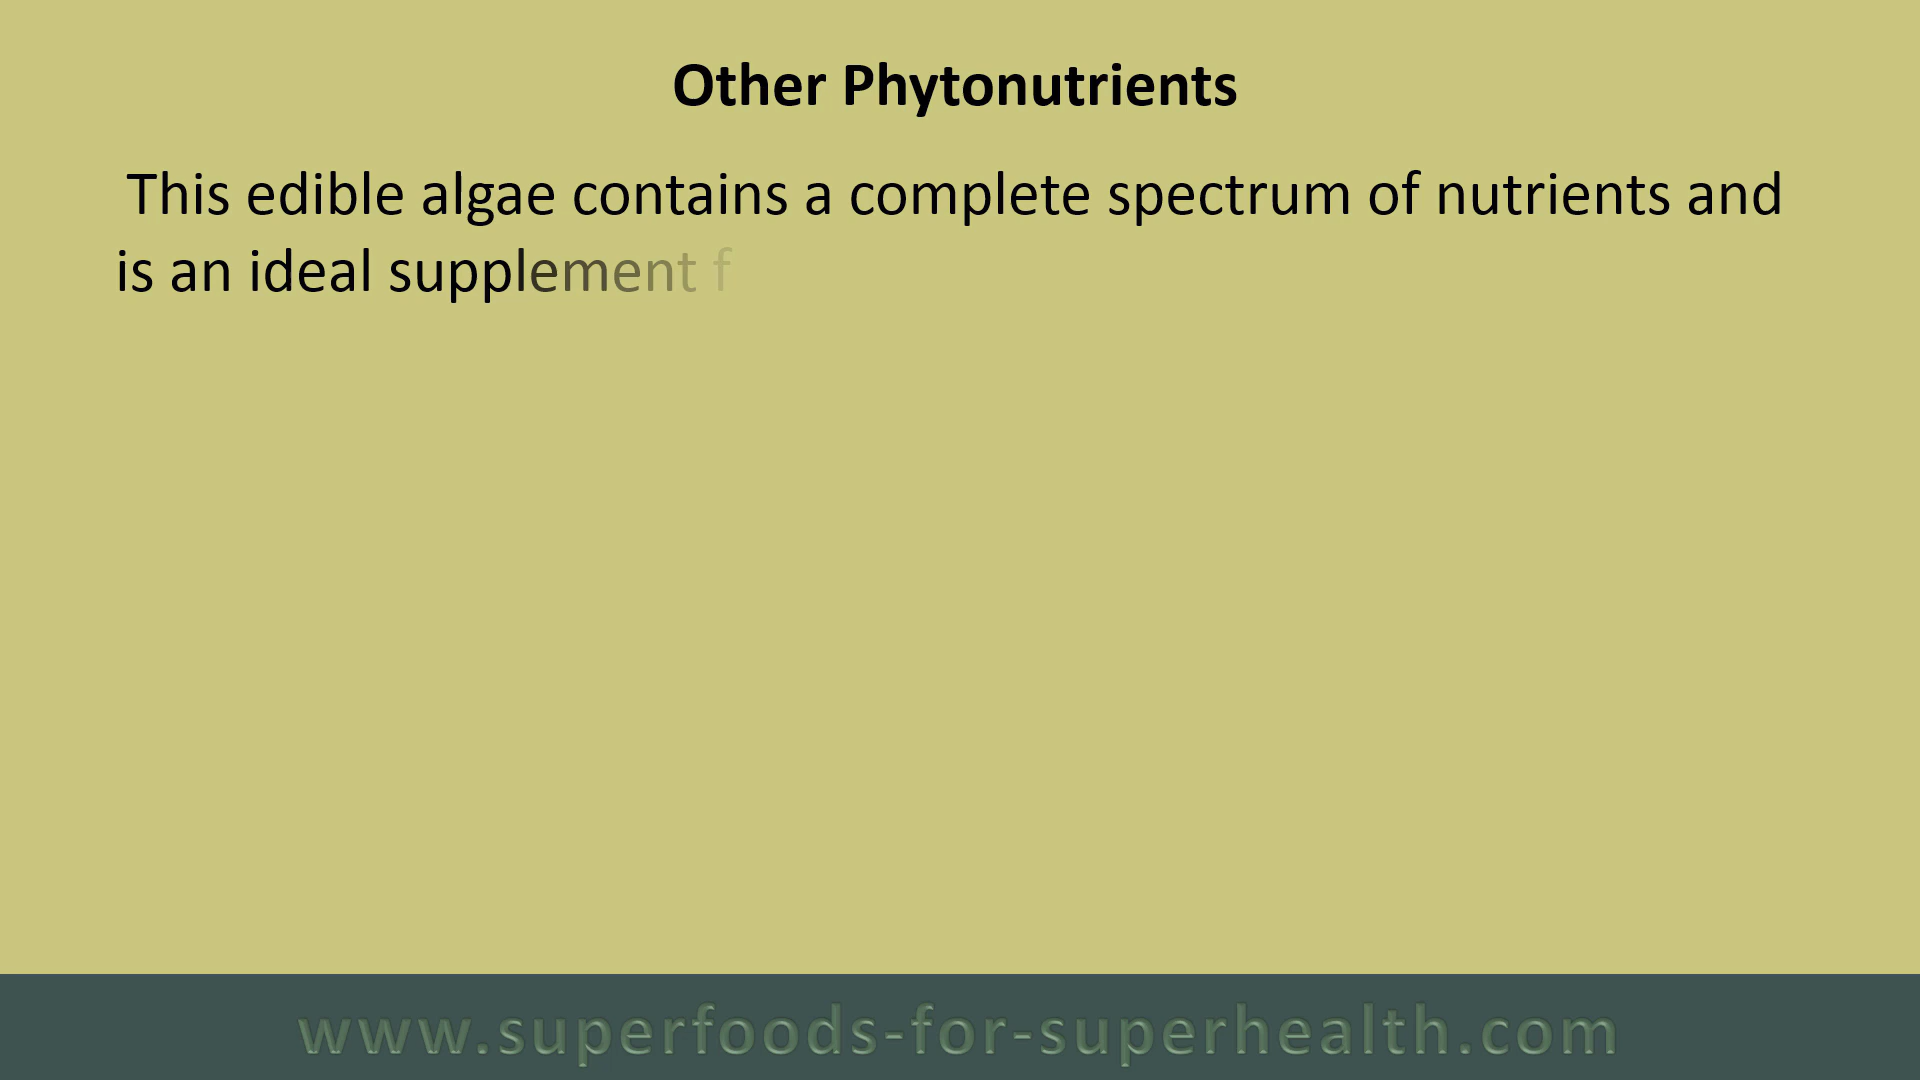 Other Phytonutrients
This edible algae contains a complete spectrum of nutrients and
is an ideal supplement f
www.superfoods-for-superhealth.com